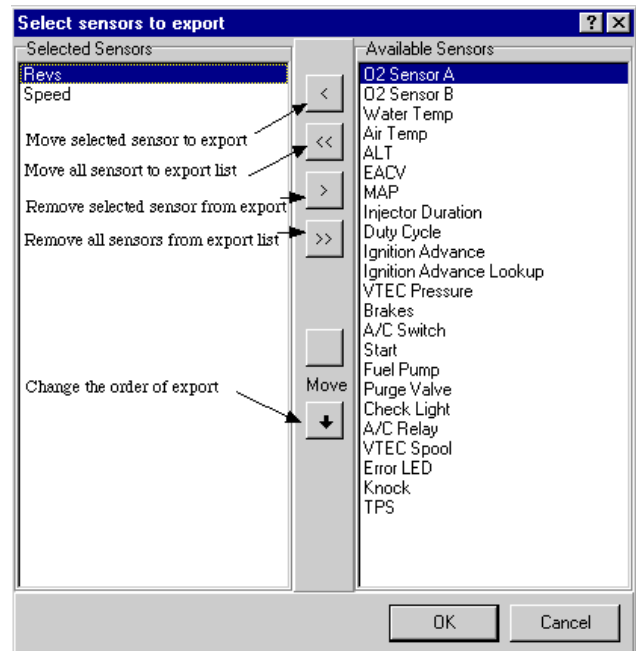 Select sensors to export
Selected Sensors
Revs
Speed
Move selected sensor to export
Move all sensort to export list
Remove selected sensor from export
Remove all sensors from export list
Change the order of export
<
<<
>
>>
Move
Available Sensors
O2 Sensor A
O2 Sensor B
Water Temp
Air Temp
ALT
EACV
MAP
Injector Duration
Duty Cycle
Ignition Advance
Ignition Advance Lookup
VTEC Pressure
Brakes
A/C Switch
Start
Fuel Pump
Purge Valve
Check Light
A/C Relay
VTEC Spool
Error LED
Knock
TPS
OK
Cancel